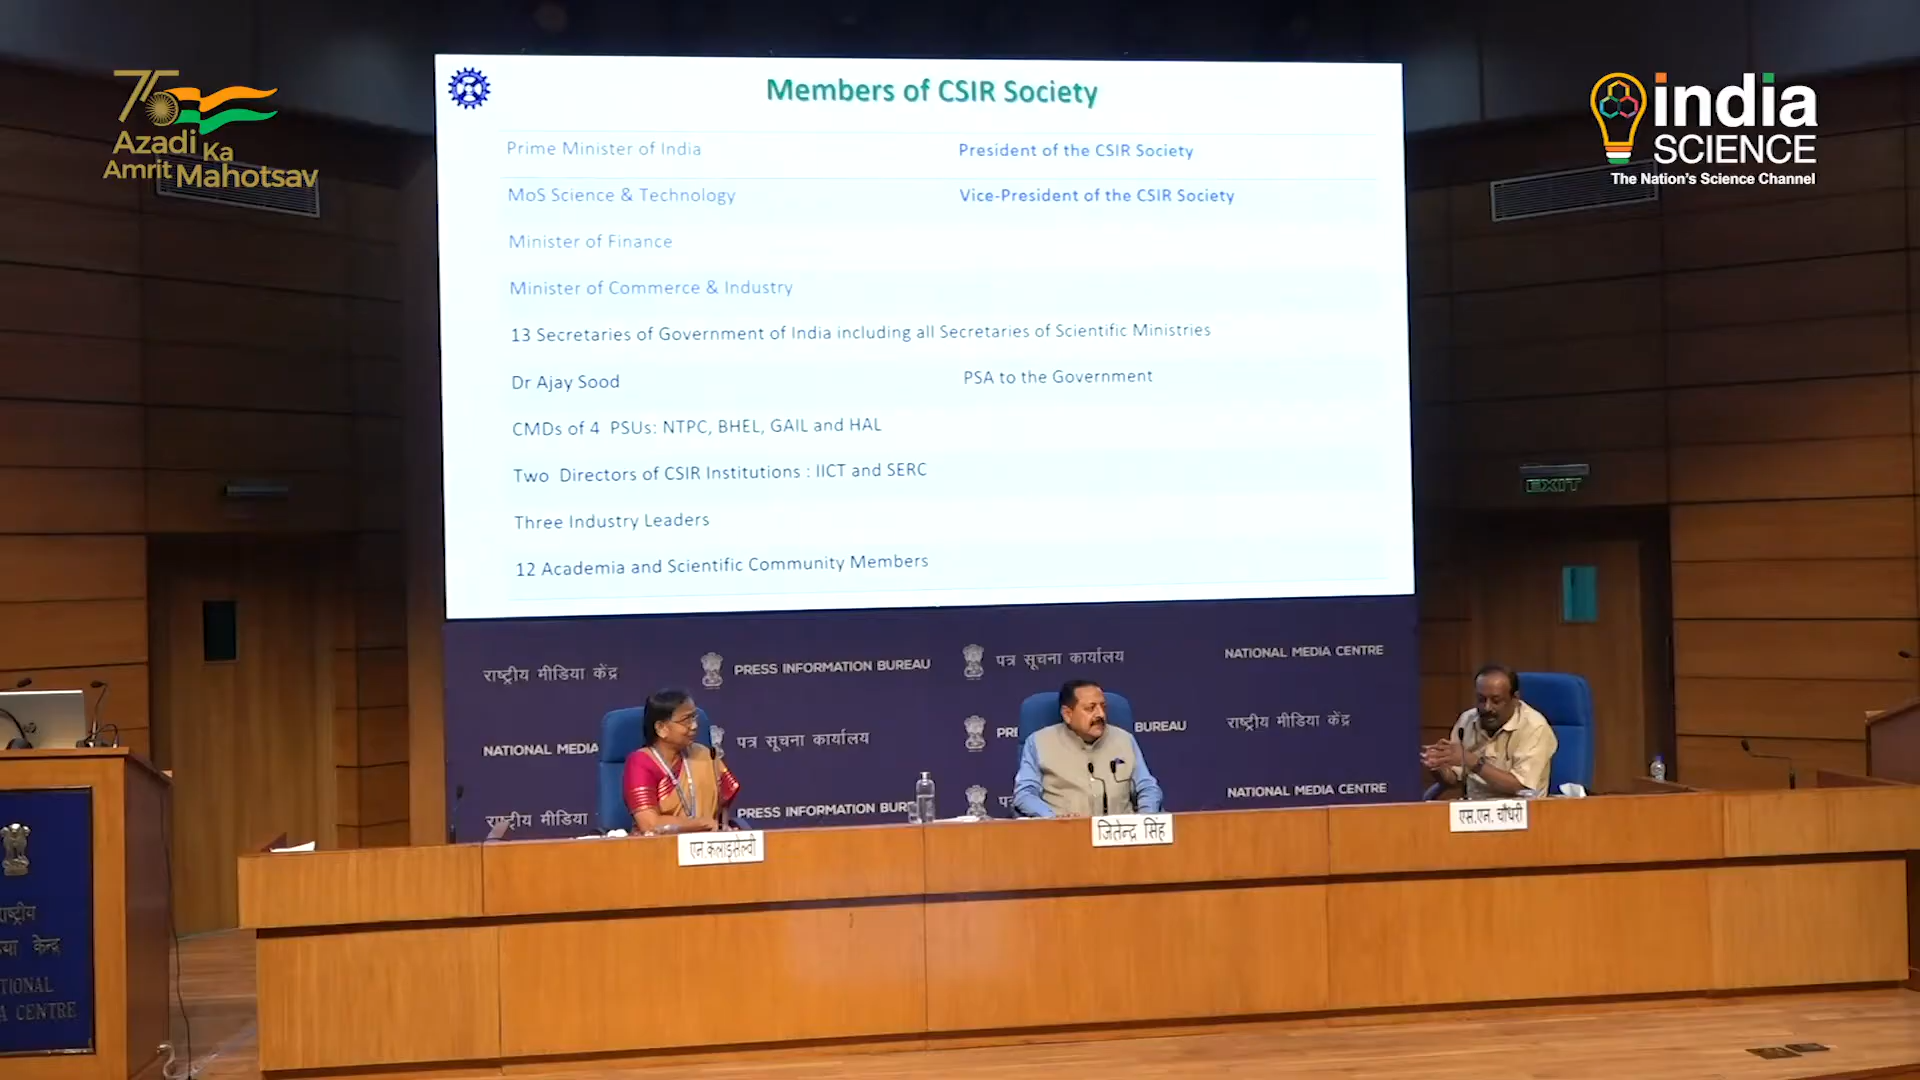 75
Azadi Ka
Amrit Mahotsav
india
SCIENCE
The Nation's Science Channel
Members of CSIR Society
Prime Minister of India President of the CSIR Society
MoS Science & Technology Vice-President of the CSIR Society
Minister of Finance
Minister of Commerce & Industry
13 Secretaries of Government of India including all Secretaries of Scientific Ministries
Dr Ajay Sood PSA to the Government
CMDs of 4 PSUs: NTPC, BHEL, GAIL and HAL
Two Directors of CSIR Institutions : IICT and SERC
Three Industry Leaders
12 Academia and Scientific Community Members
EXIT
राष्ट्रीय मीडिया केंद्र PRESS INFORMATION BUREAU पत्र सूचना कार्यालय NATIONAL MEDIA CENTRE
NATIONAL MEDIA पत्र सूचना कार्यालय BUREAU राष्ट्रीय मीडिया केंद्र
राष्ट्रीय मीडिया PRESS INFORMATION NATIONAL MEDIA CENTRE
एन.कलाइसेल्वी
जितेन्द्र सिंह
एस.एन. चौधरी
hp
केन्द्र
CENTRE